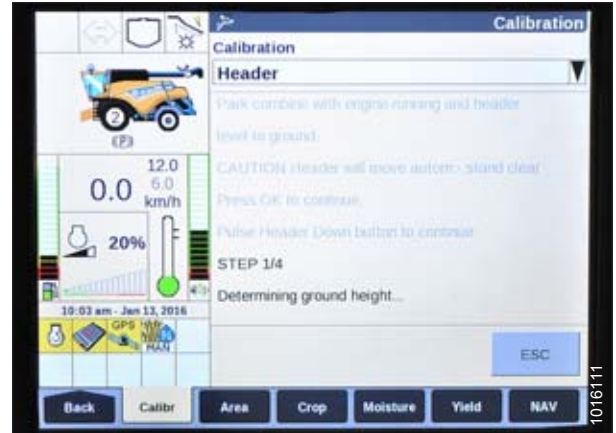 Calibration
Calibration
Header
Park combine with engine running and header
level to ground.
CAUTION Header will move autom.- stand clear
Press OK to continue.
Pulse Header Down button to continue
STEP 1/4
Determining ground height...
ESC
2
(P)
12.0
0.0
6.0
km/h
20%
10:03 am - Jan 13, 2016
GPS
MAN
Back
Calibr
Area
Crop
Moisture
Yield
NAV
1016111